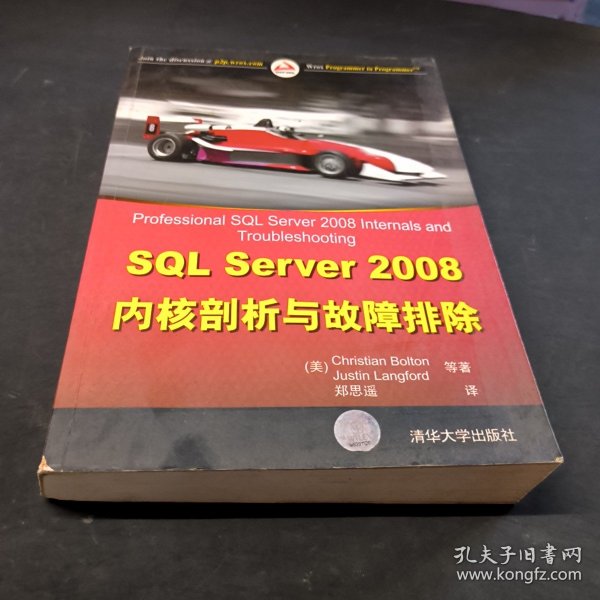 Join the discussion @ p2p.wrox.com
Wrox Programmer to Programmer™
Professional SQL Server 2008 Internals and
Troubleshooting
SQL Server 2008
内核剖析与故障排除
(美) Christian Bolton 等著
Justin Langford
郑思遥 译
清华大学出版社
孔夫子旧书网
www.kongfz.com